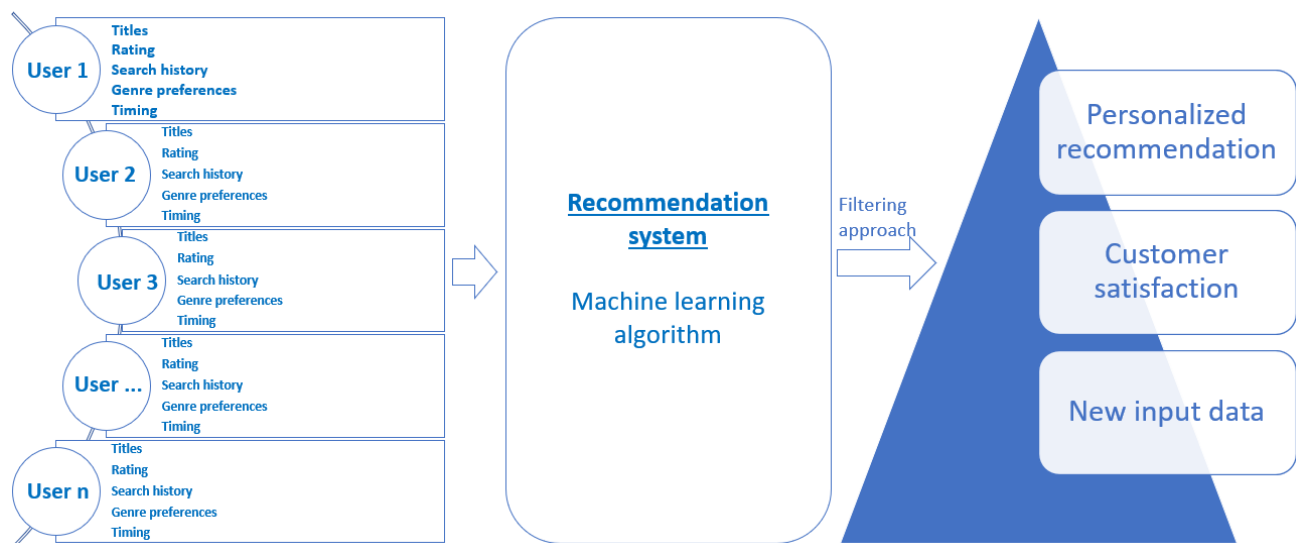 User 1
Titles
Rating
Search history
Genre preferences
Timing
User 2
Titles
Rating
Search history
Genre preferences
Timing
User 3
Titles
Rating
Search history
Genre preferences
Timing
User ...
Titles
Rating
Search history
Genre preferences
Timing
User n
Titles
Rating
Search history
Genre preferences
Timing
Recommendation
system
Machine learning
algorithm
Filtering
approach
Personalized
recommendation
Customer
satisfaction
New input data